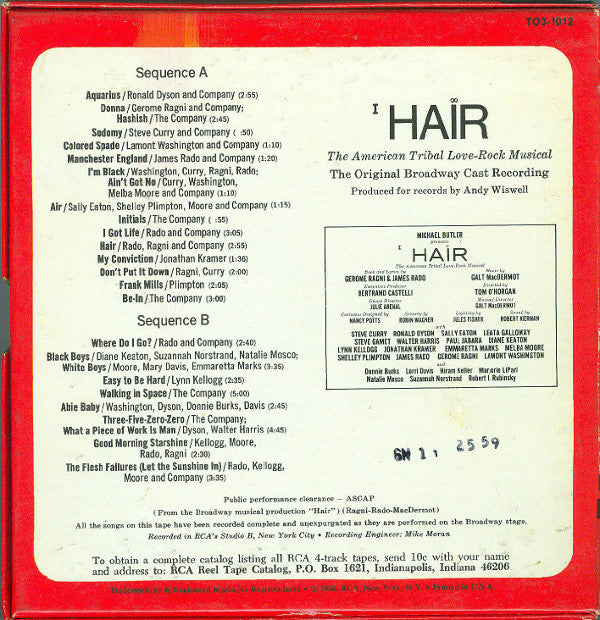 TO3-1012
Sequence A
Aquarius/Ronald Dyson and Company (2:55)
Donna/Gerome Ragni and Company;
Hashish/The Company (2:45)
Sodomy/Steve Curry and Company ( :50)
Colored Spade/Lamont Washington and Company (1:10)
Manchester England/James Rado and Company (1:20)
I'm Black/Washington, Curry, Ragni, Rado;
Ain't Got No/Curry, Washington,
Melba Moore and Company (1:10)
Air/Sally Eaton, Shelley Plimpton, Moore and Company (1:15)
Initials/The Company ( :55)
I Got Life/Rado and Company (3:05)
Hair/Rado, Ragni and Company (2:55)
My Conviction/Jonathan Kramer (1:36)
Don't Put It Down/Ragni, Curry (2:00)
Frank Mills/Plimpton (2:05)
Be-In/The Company (3:00)
Sequence B
Where Do I Go?/Rado and Company (2:40)
Black Boys/Diane Keaton, Suzannah Norstrand, Natalie Mosco;
White Boys/Moore, Mary Davis, Emmaretta Marks (3:35)
Easy to Be Hard/Lynn Kellogg (2:35)
Walking in Space/The Company (5:00)
Abie Baby/Washington, Dyson, Donnie Burks, Davis (2:45)
Three-Five-Zero-Zero/The Company;
What a Piece of Work Is Man/Dyson, Walter Harris (4:45)
Good Morning Starshine/Kellogg, Moore,
Rado, Ragni (2:30)
The Flesh Failures (Let the Sunshine In)/Rado, Kellogg,
Moore and Company (3:35)
HAIR
The American Tribal Love-Rock Musical
The Original Broadway Cast Recording
Produced for records by Andy Wiswell
MICHAEL BUTLER
presents
HAIR
The American Tribal Love-Rock Musical
Book and Lyrics by Music by
GEROME RAGNI & JAMES RADO GALT MacDERMOT
Executive Producer Directed by
BERTRAND CASTELLI TOM O'HORGAN
Dance Director Musical Director
JULIE ARENAL GALT MacDERMOT
Costumes Designed by Scenery by Lighting by Sound by
NANCY POTTS ROBIN WAGNER JULES FISHER ROBERT KIERNAN
with
STEVE CURRY RONALD DYSON SALLY EATON LEATA GALLOWAY
STEVE GAMET WALTER HARRIS PAUL JABARA DIANE KEATON
LYNN KELLOGG JONATHAN KRAMER EMMARETTA MARKS MELBA MOORE
SHELLEY PLIMPTON JAMES RADO GEROME RAGNI LAMONT WASHINGTON
and
Donnie Burks Lorri Davis Hiram Keller Marjorie LiPari
Natalie Mosco Suzannah Norstrand Robert I. Rubinsky
6N 11 2559
Public performance clearance — ASCAP
(From the Broadway musical production "Hair") (Ragni-Rado-MacDermot)
All the songs on this tape have been recorded complete and unexpurgated as they are performed on the Broadway stage.
Recorded in RCA's Studio B, New York City • Recording Engineer: Mike Moran
To obtain a complete catalog listing all RCA 4-track tapes, send 10c with your name
and address to: RCA Reel Tape Catalog, P.O. Box 1621, Indianapolis, Indiana 46206
© 1968, RCA, New York, N.Y. • Printed in U.S.A.